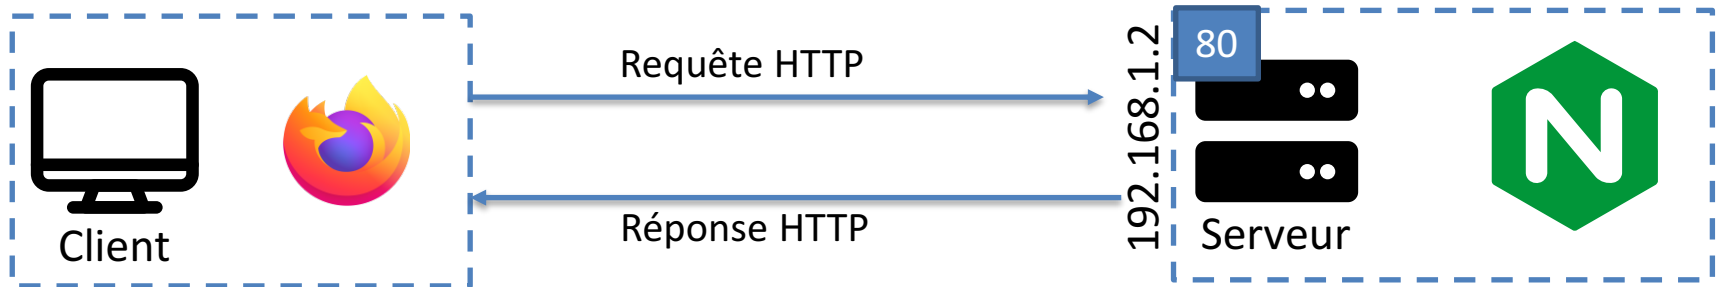 Client
Requête HTTP
Réponse HTTP
192.168.1.2
80
Serveur
N